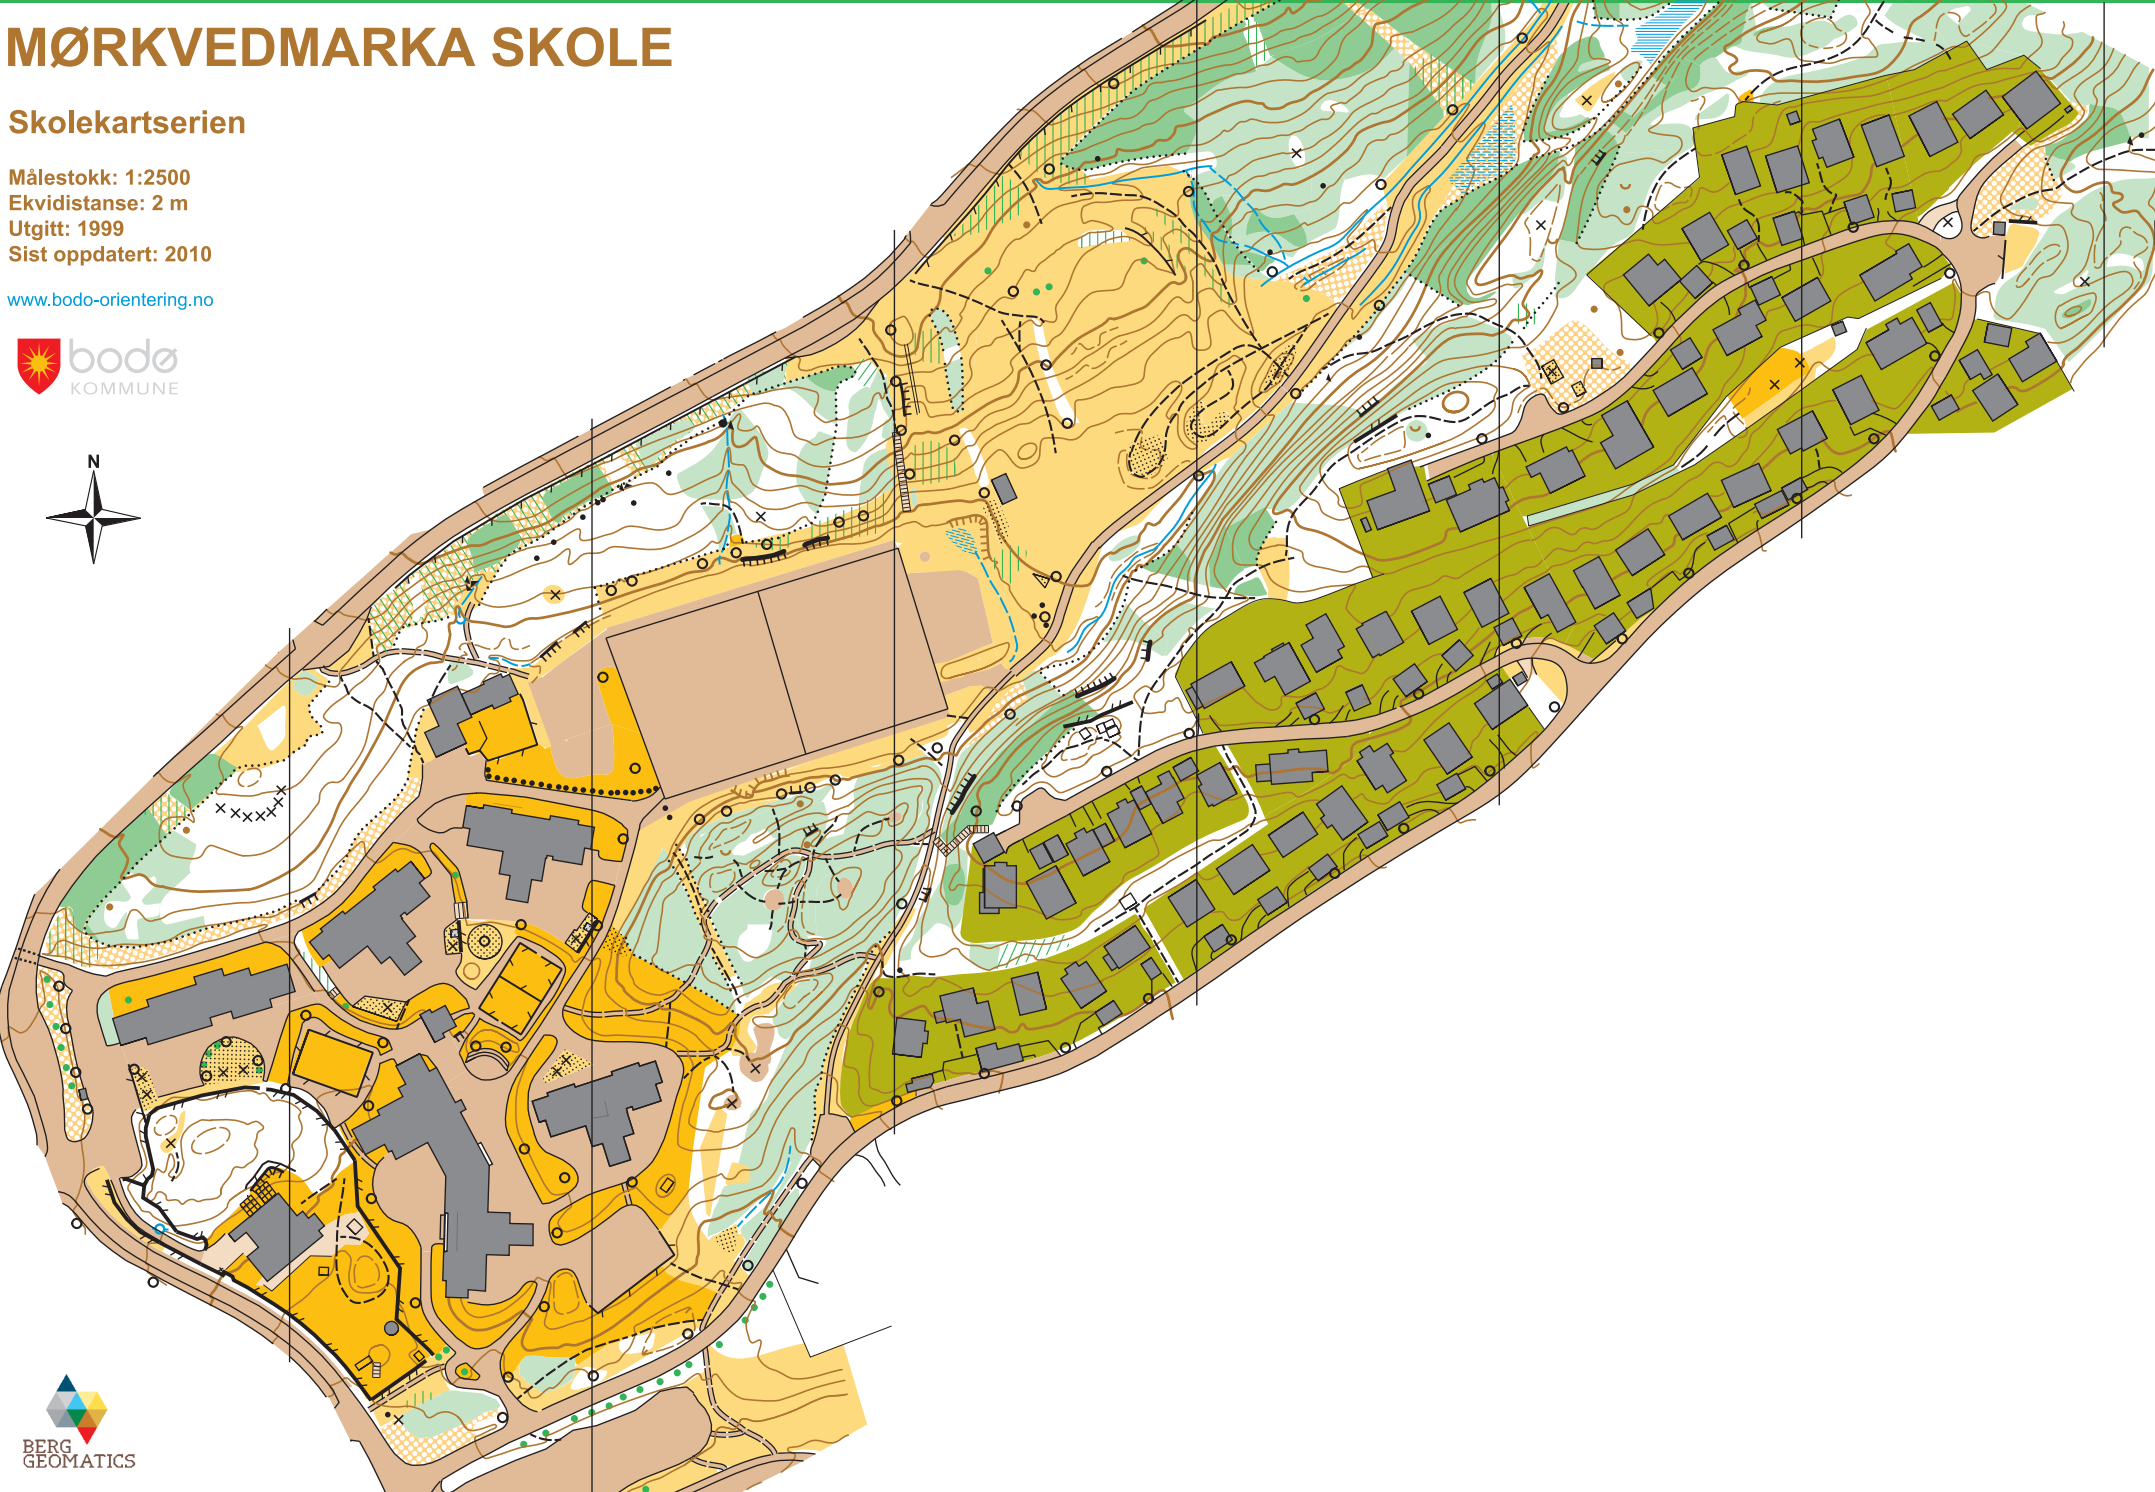 MØRKVEDMARKA SKOLE
Skolekartserien
Målestokk: 1:2500
Ekvidistanse: 2 m
Utgitt: 1999
Sist oppdatert: 2010
www.bodo-orientering.no
bodø
KOMMUNE
N
BERG
GEOMATICS